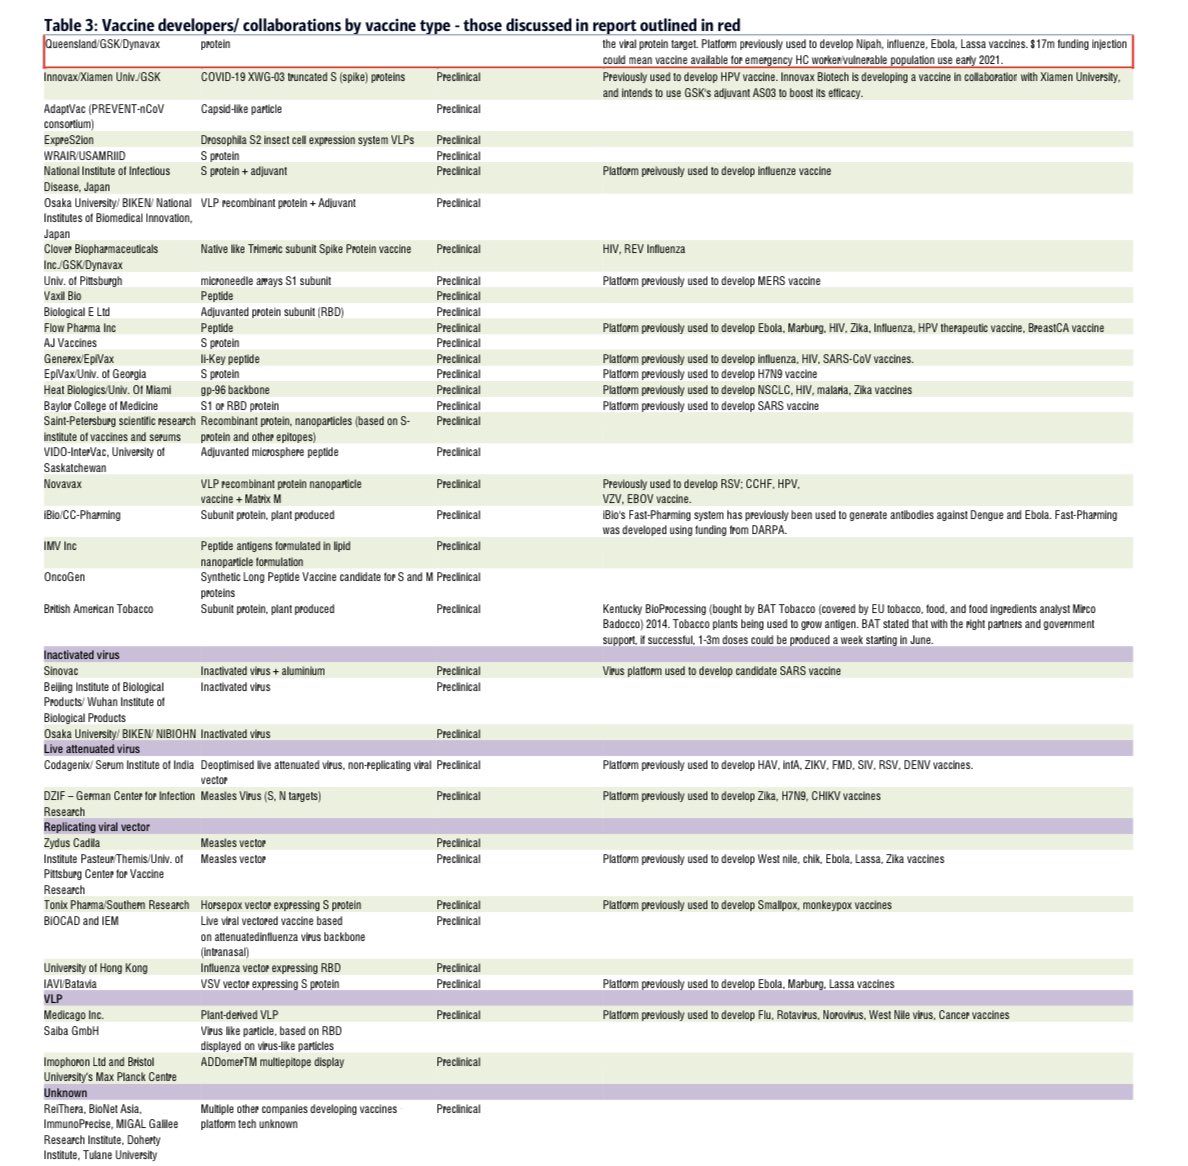 Table 3: Vaccine developers/ collaborations by vaccine type - those discussed in report outlined in red
Queensland/GSK/Dynavax protein the viral protein target. Platform previously used to develop Nipah, influenze, Ebola, Lassa vaccines. $17m funding injection
could mean vaccine available for emergency HC worker/vulnerable population use early 2021.
Innovax/Xiamen Univ./GSK COVID-19 XWG-03 truncated S (spike) proteins Preclinical Previously used to develop HPV vaccine. Innovax Biotech is developing a vaccine in collaboration with Xiamen University,
and intends to use GSK's adjuvant AS03 to boost its efficacy.
AdaptVac (PREVENT-nCoV Capsid-like particle Preclinical
consortium)
ExpreS2ion Drosophila S2 insect cell expression system VLPs Preclinical
WRAIR/USAMRIID S protein Preclinical
National Institute of Infectious S protein + adjuvant Preclinical Platform preivously used to develop influenze vaccine
Disease, Japan
Osaka University/ BIKEN/ National VLP recombinant protein + Adjuvant Preclinical
Institutes of Biomedical Innovation,
Japan
Clover Biopharmaceuticals Native like Trimeric subunit Spike Protein vaccine Preclinical HIV, REV Influenza
Inc./GSK/Dynavax
Univ. of Pittsburgh microneedle arrays S1 subunit Preclinical Platform previously used to develop MERS vaccine
Vaxil Bio Peptide Preclinical
Biological E Ltd Adjuvanted protein subunit (RBD) Preclinical
Flow Pharma Inc Peptide Preclinical Platform previously used to develop Ebola, Marburg, HIV, Zika, Influenza, HPV therapeutic vaccine, BreastCA vaccine
AJ Vaccines S protein Preclinical
Generex/EpiVax Ii-Key peptide Preclinical Platform previously used to develop influenza, HIV, SARS-CoV vaccines.
EpiVax/Univ. of Georgia S protein Preclinical Platform previously used to develop H7N9 vaccine
Heat Biologics/Univ. Of Miami gp-96 backbone Preclinical Platform previously used to develop NSCLC, HIV, malaria, Zika vaccines
Baylor College of Medicine S1 or RBD protein Preclinical Platform previously used to develop SARS vaccine
Saint-Petersburg scientific research Recombinant protein, nanoparticles (based on S- Preclinical
institute of vaccines and serums protein and other epitopes)
VIDO-InterVac, University of Adjuvanted microsphere peptide Preclinical
Saskatchewan
Novavax VLP recombinant protein nanoparticle Preclinical Previously used to develop RSV; CCHF, HPV,
vaccine + Matrix M VZV, EBOV vaccine.
iBio/CC-Pharming Subunit protein, plant produced Preclinical iBio's Fast-Pharming system has previously been used to generate antibodies against Dengue and Ebola. Fast-Pharming
was developed using funding from DARPA.
IMV Inc Peptide antigens formulated in lipid Preclinical
nanoparticle formulation
OncoGen Synthetic Long Peptide Vaccine candidate for S and M Preclinical
proteins
British American Tobacco Subunit protein, plant produced Preclinical Kentucky BioProcessing (bought by BAT Tobacco (covered by EU tobacco, food, and food ingredients analyst Mirco
Badocco) 2014. Tobacco plants being used to grow antigen. BAT stated that with the right partners and government
support, if successful, 1-3m doses could be produced a week starting in June.
Inactivated virus
Sinovac Inactivated virus + aluminium Preclinical Virus platform used to develop candidate SARS vaccine
Beijing Institute of Biological Inactivated virus Preclinical
Products/ Wuhan Institute of
Biological Products
Osaka University/ BIKEN/ NIBIOHN Inactivated virus Preclinical
Live attenuated virus
Codagenix/ Serum Institute of India Deoptimised live attenuated virus, non-replicating viral Preclinical Platform previously used to develop HAV, infA, ZIKV, FMD, SIV, RSV, DENV vaccines.
vector
DZIF – German Center for Infection Measles Virus (S, N targets) Preclinical Platform previously used to develop Zika, H7N9, CHIKV vaccines
Research
Replicating viral vector
Zydus Cadila Measles vector Preclinical
Institute Pasteur/Themis/Univ. of Measles vector Preclinical Platform previously used to develop West nile, chik, Ebola, Lassa, Zika vaccines
Pittsburg Center for Vaccine
Research
Tonix Pharma/Southern Research Horsepox vector expressing S protein Preclinical Platform previously used to develop Smallpox, monkeypox vaccines
BiOCAD and IEM Live viral vectored vaccine based Preclinical
on attenuatedinfluenza virus backbone
(intranasal)
University of Hong Kong Influenza vector expressing RBD Preclinical
IAVI/Batavia VSV vector expressing S protein Preclinical Platform previously used to develop Ebola, Marburg, Lassa vaccines
VLP
Medicago Inc. Plant-derived VLP Preclinical Platform previously used to develop Flu, Rotavirus, Norovirus, West Nile virus, Cancer vaccines
Saiba GmbH Virus like particle, based on RBD
displayed on virus-like particles
Imophoron Ltd and Bristol ADDomerTM multiepitope display Preclinical
University's Max Planck Centre
Unknown
ReiThera, BioNet Asia, Multiple other companies developing vaccines Preclinical
ImmunoPrecise, MIGAL Galilee platform tech unknown
Research Institute, Doherty
Institute, Tulane University